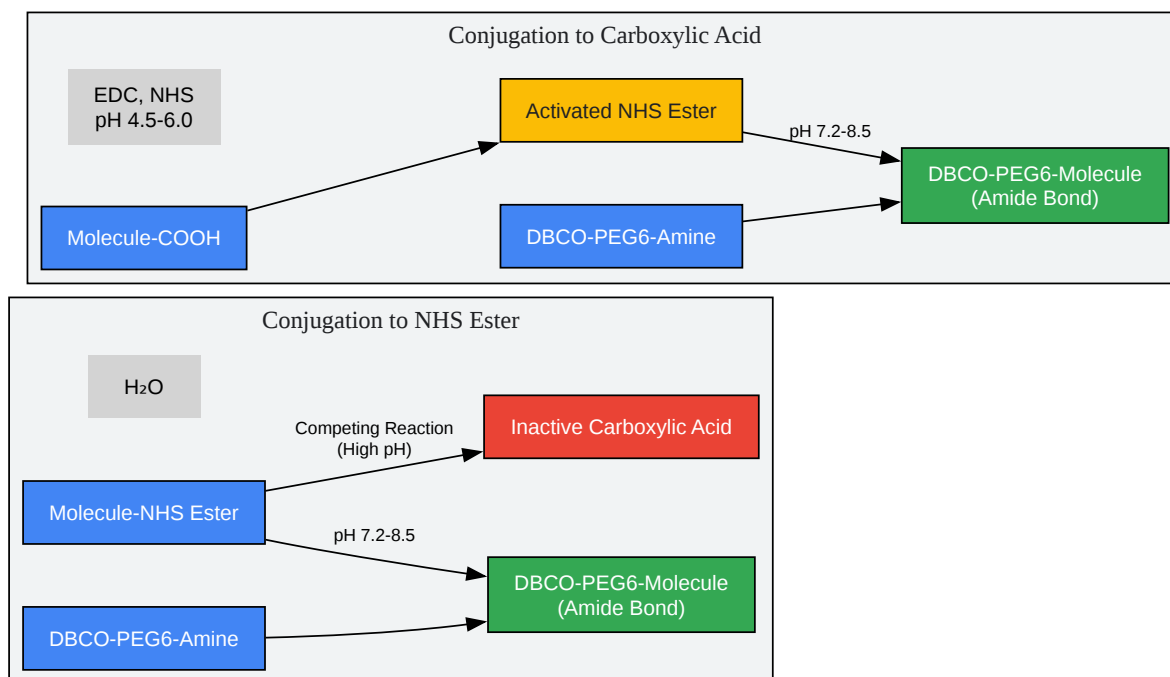 Conjugation to Carboxylic Acid
EDC, NHS
pH 4.5-6.0
Activated NHS Ester
pH 7.2-8.5
DBCO-PEG6-Molecule
(Amide Bond)
Molecule-COOH
DBCO-PEG6-Amine
Conjugation to NHS Ester
H₂O
Competing Reaction
(High pH)
Inactive Carboxylic Acid
Molecule-NHS Ester
pH 7.2-8.5
DBCO-PEG6-Molecule
(Amide Bond)
DBCO-PEG6-Amine